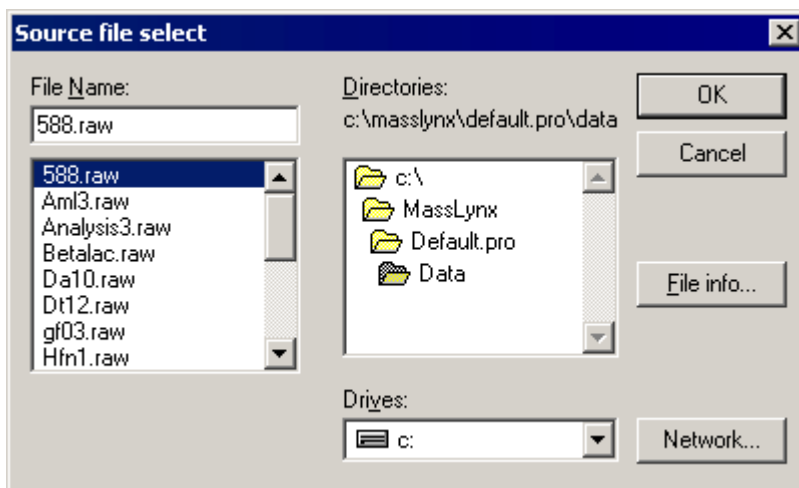 Source file select
File Name:
588.raw
588.raw
Aml3.raw
Analysis3.raw
Betalac.raw
Da10.raw
Dt12.raw
gf03.raw
Hfn1.raw
Directories:
c:\masslynx\default.pro\data
c:\
MassLynx
Default.pro
Data
Drives:
c:
OK
Cancel
File info...
Network...